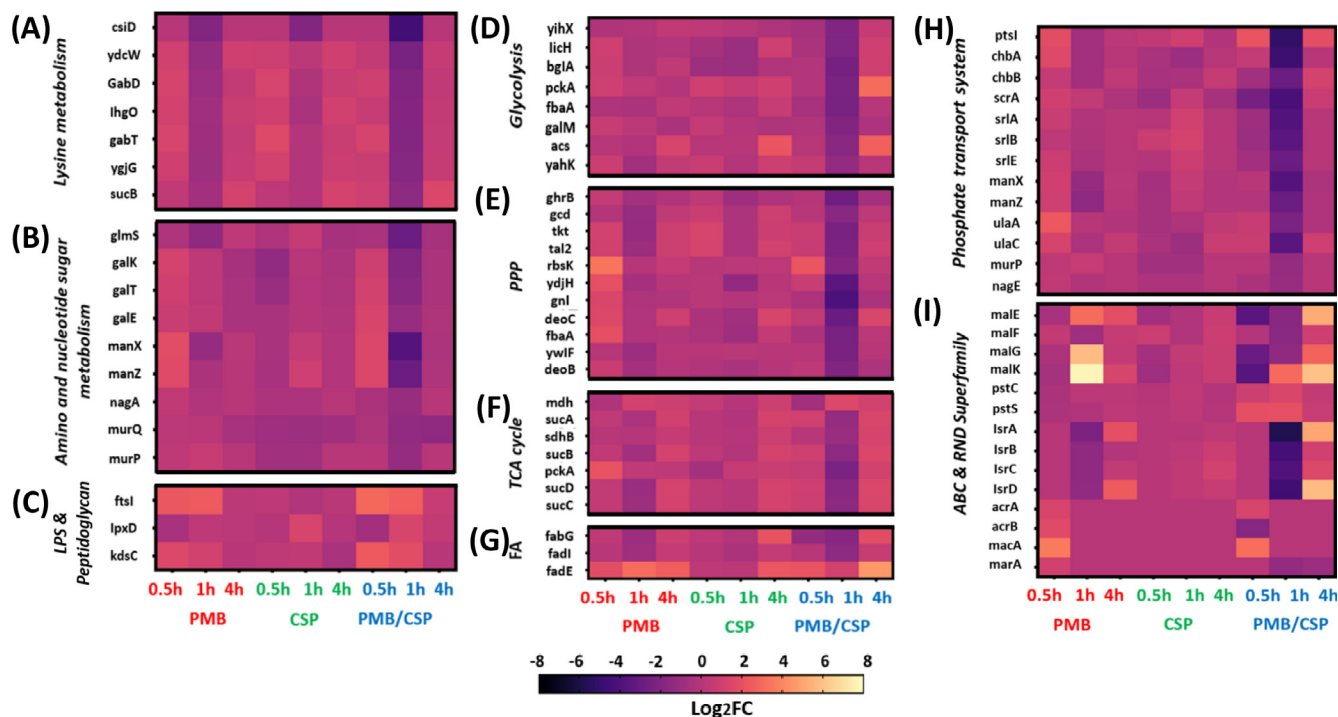 (A)
Lysine metabolism
csiD
ydcW
GabD
lhgO
gabT
ygjG
sucB
(B)
Amino and nucleotide sugar
metabolism
glmS
galK
galT
galE
manX
manZ
nagA
murQ
murP
(C)
LPS &
Peptidoglycan
ftsI
lpxD
kdsC
0.5h 1h 4h 0.5h 1h 4h 0.5h 1h 4h
PMB CSP PMB/CSP
(D)
Glycolysis
yihX
licH
bglA
pckA
fbaA
galM
acs
yahK
(E)
PPP
ghrB
gcd
tkt
tal2
rbsK
ydjH
gnl
deoC
fbaA
ywlF
deoB
(F)
TCA cycle
mdh
sucA
sdhB
sucB
pckA
sucD
sucC
(G)
FA
fabG
fadI
fadE
0.5h 1h 4h 0.5h 1h 4h 0.5h 1h 4h
PMB CSP PMB/CSP
(H)
Phosphate transport system
ptsI
chbA
chbB
scrA
srlA
srlB
srlE
manX
manZ
ulaA
ulaC
murP
nagE
(I)
ABC & RND Superfamily
malE
malF
malG
malK
pstC
pstS
lsrA
lsrB
lsrC
lsrD
acrA
acrB
macA
marA
0.5h 1h 4h 0.5h 1h 4h 0.5h 1h 4h
PMB CSP PMB/CSP
-8 -6 -4 -2 0 2 4 6 8
Log2FC